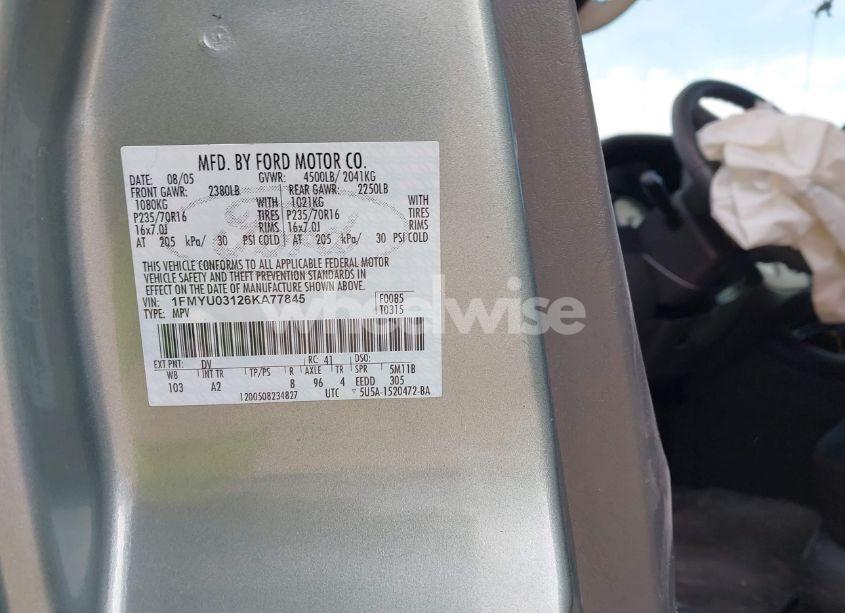 MFD. BY FORD MOTOR CO.
DATE: 08/05 GVWR: 4500LB/ 2041KG
FRONT GAWR: 2380LB REAR GAWR: 2250LB
1080KG WITH 1021KG WITH
P235/70R16 TIRES P235/70R16 TIRES
16x7.0J RIMS 16x7.0J RIMS
AT 205 kPa/ 30 PSI COLD AT 205 kPa/ 30 PSI COLD
Ford
THIS VEHICLE CONFORMS TO ALL APPLICABLE FEDERAL MOTOR
VEHICLE SAFETY AND THEFT PREVENTION STANDARDS IN
EFFECT ON THE DATE OF MANUFACTURE SHOWN ABOVE.
VIN: 1FMYU03126KA77845 F0085
TYPE: MPV T0315
wheelwise
EXT PNT: DV RC: 41 DSO:
WB INT TR TP/PS R AXLE TR SPR 5M11B
103 A2 8 96 4 EEDD 305
1200508234827 UTC 5U5A-1520472-BA